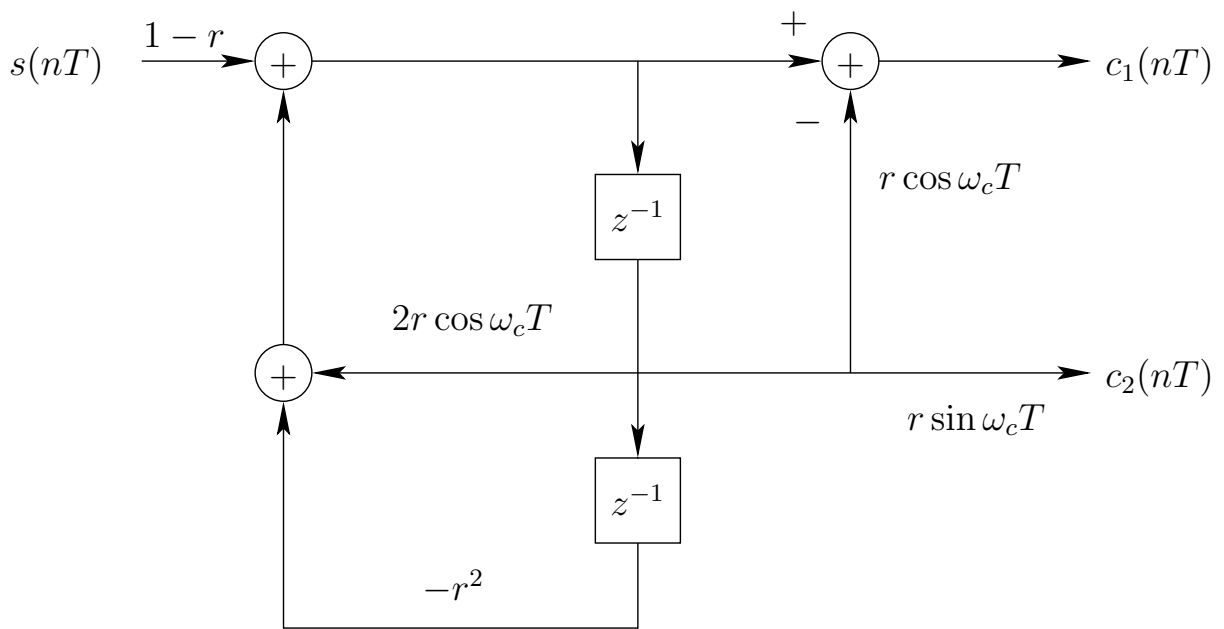 1 − r
s(nT)
+
+
+
c₁(nT)
−
r cos ω_cT
z⁻¹
2r cos ω_cT
+
c₂(nT)
r sin ω_cT
z⁻¹
−r²